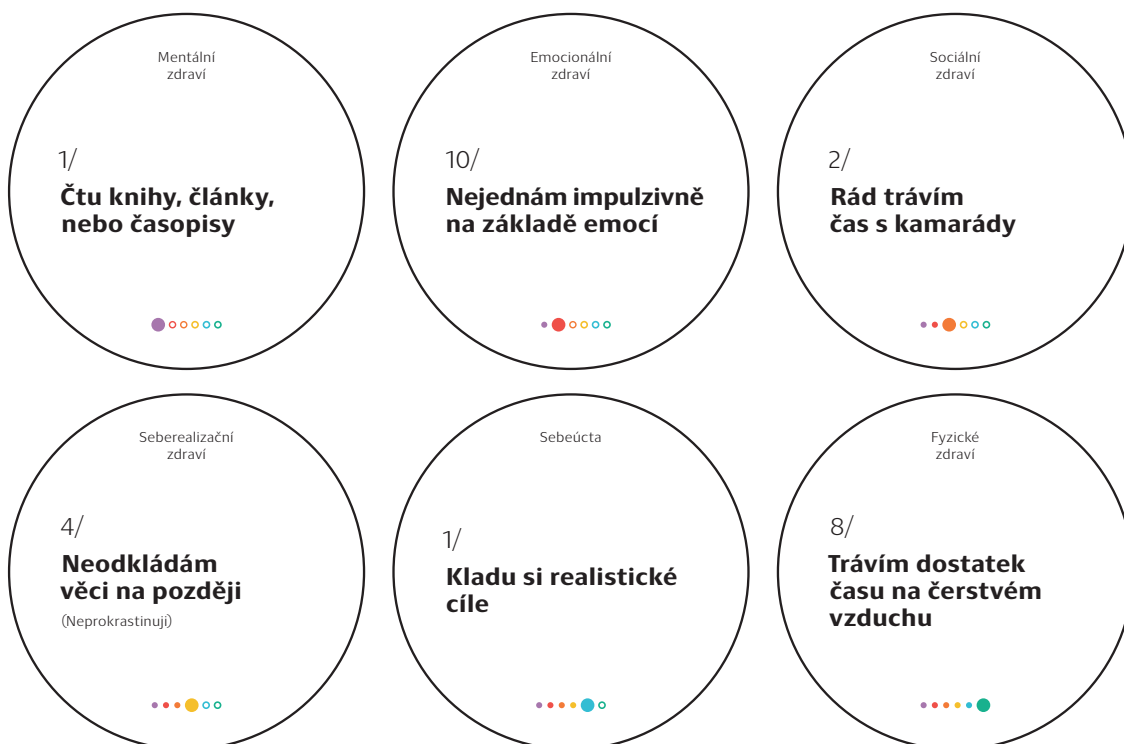 Mentální
zdraví
1/
Čtu knihy, články,
nebo časopisy
Emocionální
zdraví
10/
Nejednám impulzivně
na základě emocí
Sociální
zdraví
2/
Rád trávím
čas s kamarády
Seberealizační
zdraví
4/
Neodkládám
věci na později
(Neprokrastinuji)
Sebeúcta
1/
Kladu si realistické
cíle
Fyzické
zdraví
8/
Trávím dostatek
času na čerstvém
vzduchu